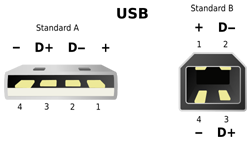 USB
Standard A
− D+ D− +
4 3 2 1
Standard B
+ D−
1 2
4 3
− D+